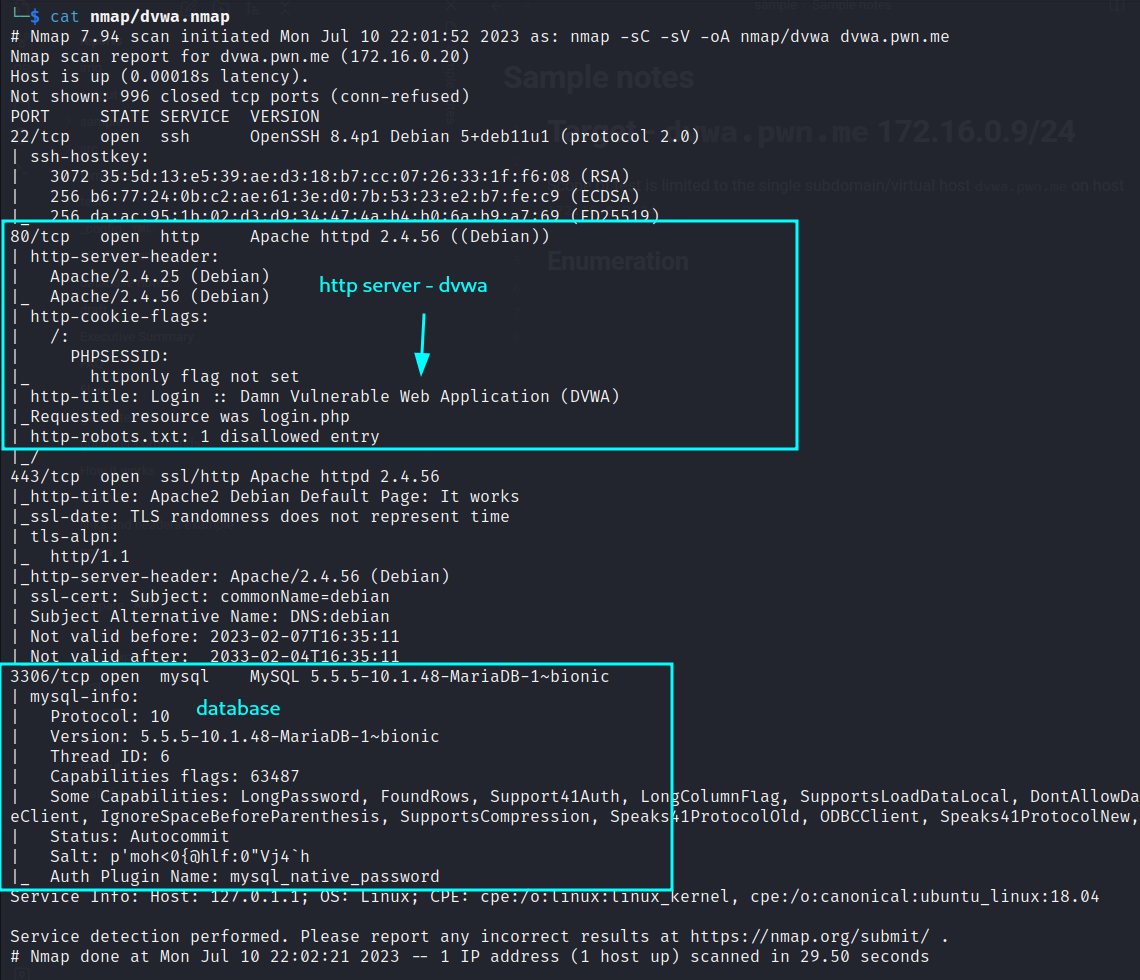 └─$ cat nmap/dvwa.nmap
# Nmap 7.94 scan initiated Mon Jul 10 22:01:52 2023 as: nmap -sC -sV -oA nmap/dvwa dvwa.pwn.me
Nmap scan report for dvwa.pwn.me (172.16.0.20)
Sample notes
Host is up (0.00018s latency).
Not shown: 996 closed tcp ports (conn-refused)
PORT     STATE SERVICE  VERSION
Target - dvwa.pwn.me 172.16.0.9/24
22/tcp   open  ssh      OpenSSH 8.4p1 Debian 5+deb11u1 (protocol 2.0)
| ssh-hostkey:
|   3072 35:5d:13:e5:39:ae:d3:18:b7:cc:07:26:33:1f:f6:08 (RSA)
is limited to the single subdomain/virtual host dvwa.pwn.me on host
|   256 b6:77:24:0b:c2:ae:61:3e:d0:7b:53:23:e2:b7:fe:c9 (ECDSA)
|_  256 da:ac:95:1b:02:d3:d9:34:47:4a:b4:b0:6a:b9:a7:69 (ED25519)
80/tcp   open  http     Apache httpd 2.4.56 ((Debian))
| http-server-header:
Enumeration
|   Apache/2.4.25 (Debian)
http server - dvwa
|_  Apache/2.4.56 (Debian)
| http-cookie-flags:
|   /:
|     PHPSESSID:
|_      httponly flag not set
| http-title: Login :: Damn Vulnerable Web Application (DVWA)
|_Requested resource was login.php
| http-robots.txt: 1 disallowed entry
|_/
443/tcp  open  ssl/http Apache httpd 2.4.56
|_http-title: Apache2 Debian Default Page: It works
|_ssl-date: TLS randomness does not represent time
| tls-alpn:
|_  http/1.1
|_http-server-header: Apache/2.4.56 (Debian)
| ssl-cert: Subject: commonName=debian
| Subject Alternative Name: DNS:debian
| Not valid before: 2023-02-07T16:35:11
| Not valid after:  2033-02-04T16:35:11
3306/tcp open  mysql    MySQL 5.5.5-10.1.48-MariaDB-1~bionic
| mysql-info:
database
|   Protocol: 10
|   Version: 5.5.5-10.1.48-MariaDB-1~bionic
|   Thread ID: 6
|   Capabilities flags: 63487
|   Some Capabilities: LongPassword, FoundRows, Support41Auth, LongColumnFlag, SupportsLoadDataLocal, DontAllowDa
eClient, IgnoreSpaceBeforeParenthesis, SupportsCompression, Speaks41ProtocolOld, ODBCClient, Speaks41ProtocolNew,
|   Status: Autocommit
|   Salt: p'moh<0{@hlf:0"Vj4`h
|_  Auth Plugin Name: mysql_native_password
Service Info: Host: 127.0.1.1; OS: Linux; CPE: cpe:/o:linux:linux_kernel, cpe:/o:canonical:ubuntu_linux:18.04
Service detection performed. Please report any incorrect results at https://nmap.org/submit/ .
# Nmap done at Mon Jul 10 22:02:21 2023 -- 1 IP address (1 host up) scanned in 29.50 seconds